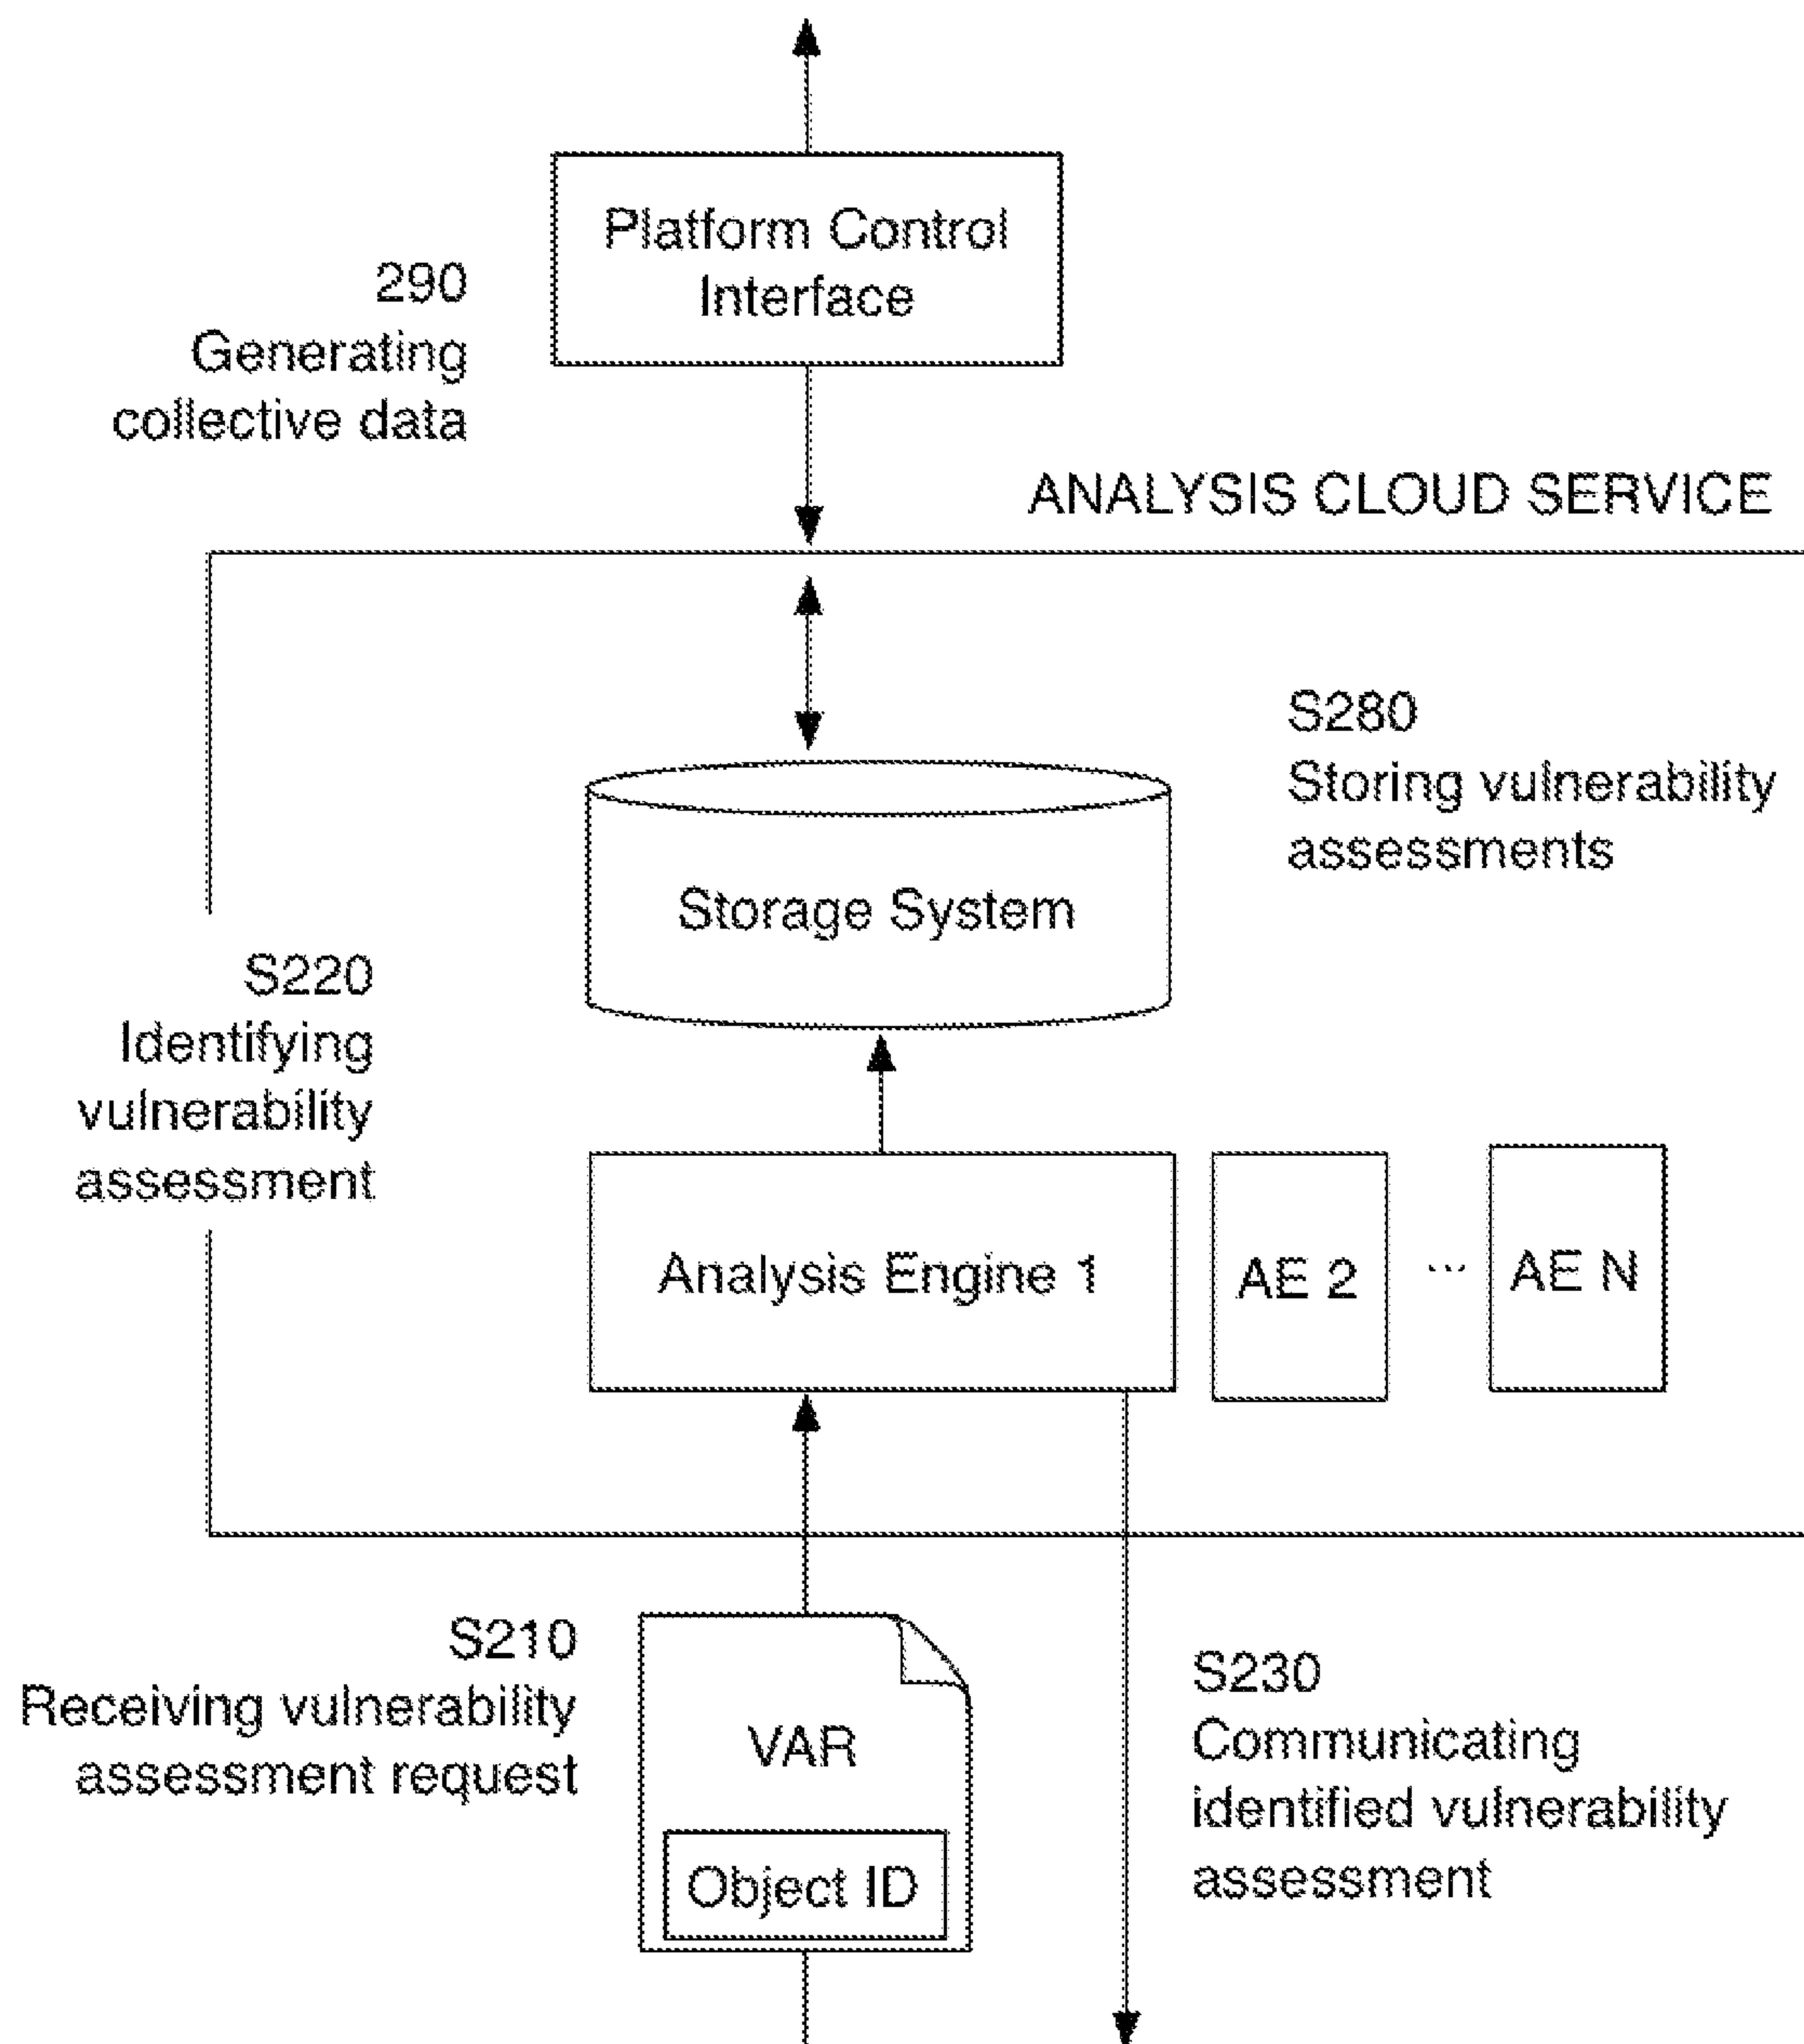 Platform Control
Interface
290
Generating
collective data
ANALYSIS CLOUD SERVICE
S280
Storing vulnerability
assessments
Storage System
S220
Identifying
vulnerability
assessment
Analysis Engine 1
AE 2
...
AE N
S210
Receiving vulnerability
assessment request
VAR
Object ID
S230
Communicating
identified vulnerability
assessment